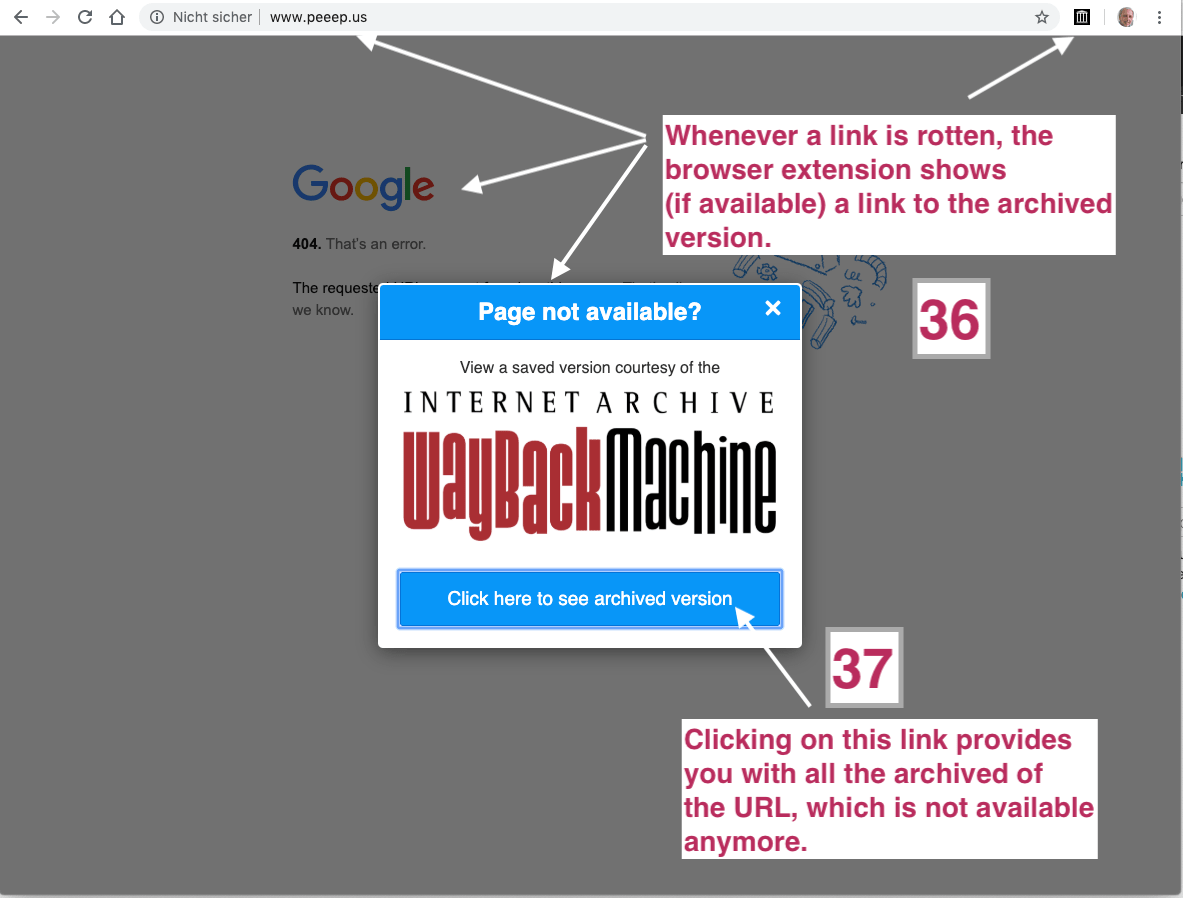 Nicht sicher www.peeep.us
Whenever a link is rotten, the
browser extension shows
(if available) a link to the archived
version.
Google
404. That's an error.
The requested
we know.
36
Page not available? ×
View a saved version courtesy of the
INTERNET ARCHIVE
WayBackMachine
Click here to see archived version
37
Clicking on this link provides
you with all the archived of
the URL, which is not available
anymore.